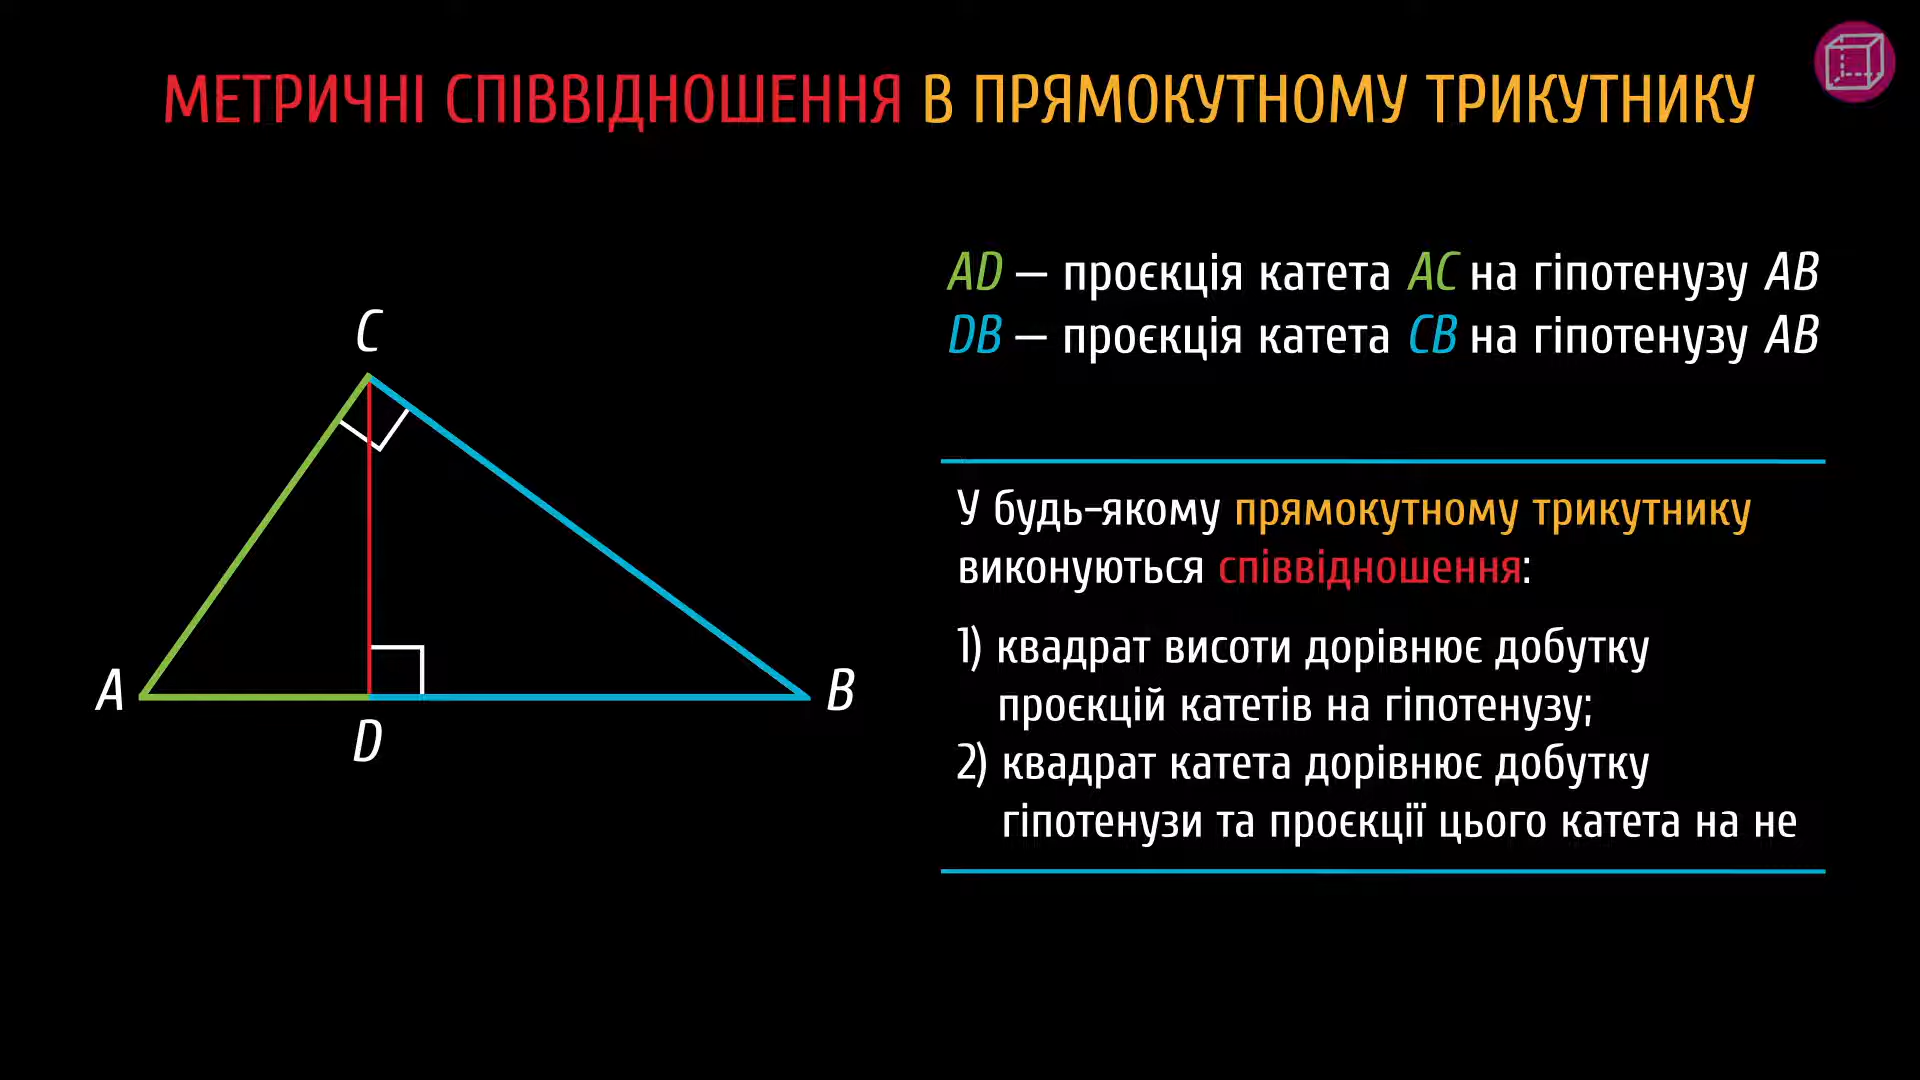 МЕТРИЧНІ СПІВВІДНОШЕННЯ В ПРЯМОКУТНОМУ ТРИКУТНИКУ
AD — проєкція катета AC на гіпотенузу AB
DB — проєкція катета CB на гіпотенузу AB
C
A
B
D
У будь-якому прямокутному трикутнику
виконуються співвідношення:
1) квадрат висоти дорівнює добутку
проєкцій катетів на гіпотенузу;
2) квадрат катета дорівнює добутку
гіпотенузи та проєкції цього катета на не